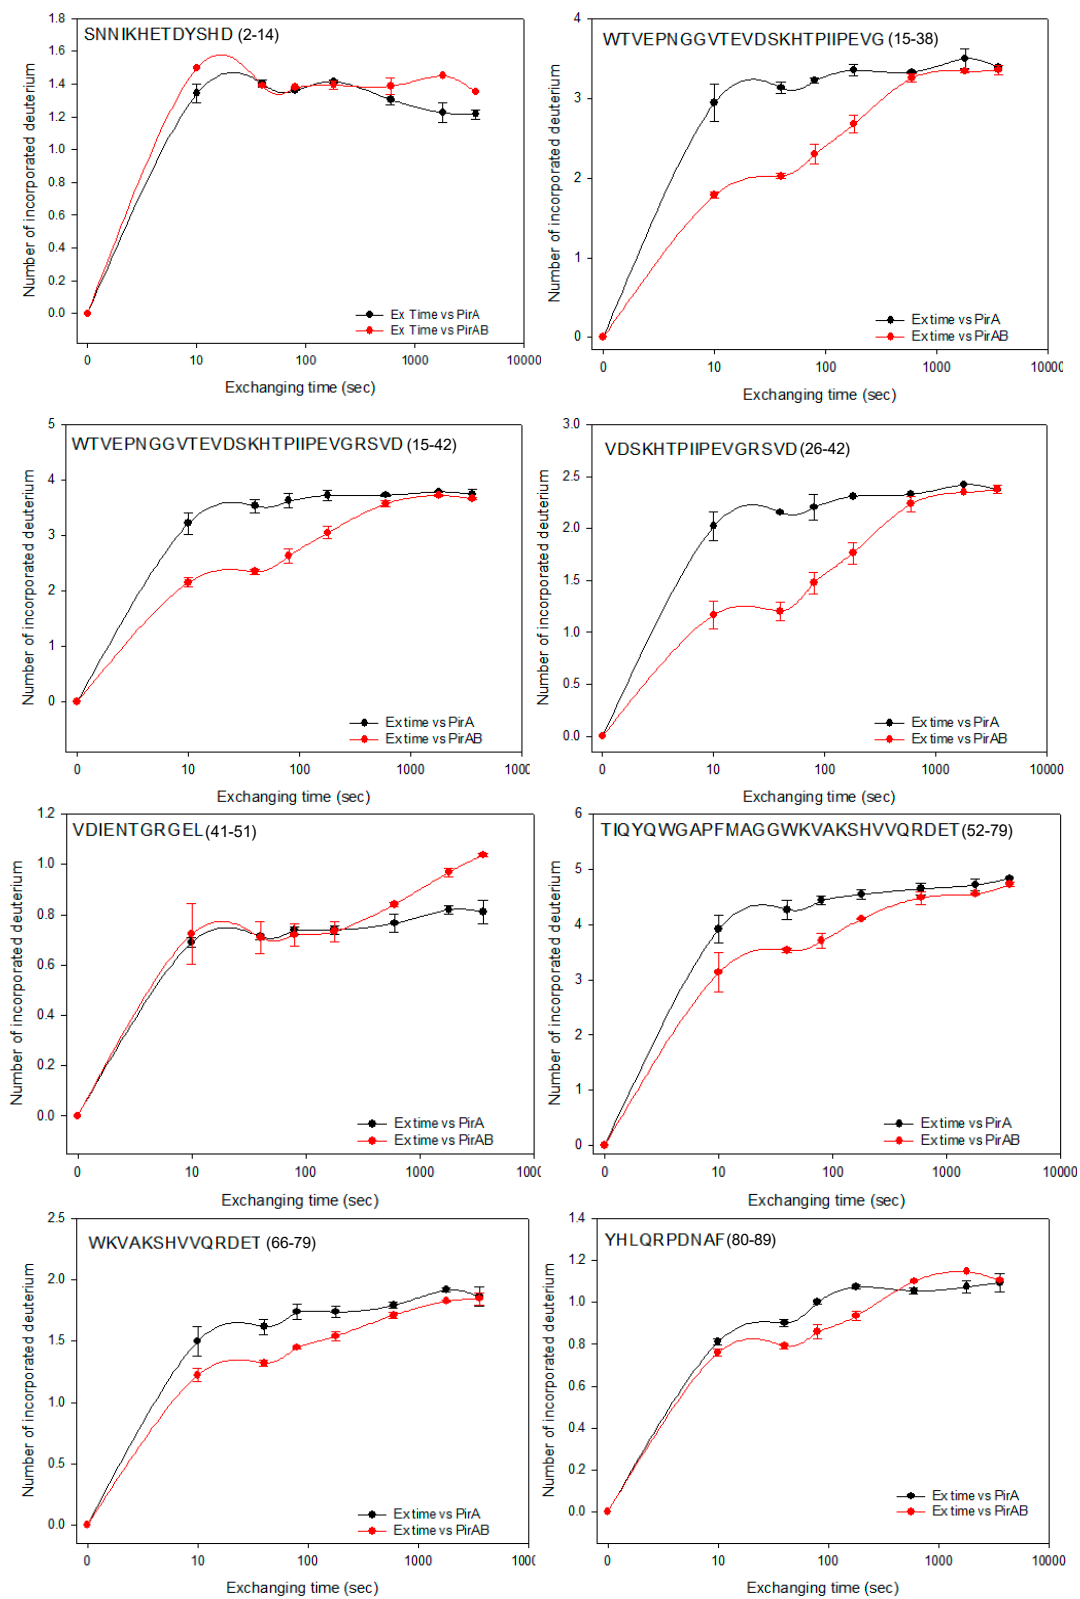 SNNIKHETDYSHD (2-14)
Number of incorporated deuterium
1.8
1.6
1.4
1.2
1.0
0.8
0.6
0.4
0.2
0.0
Ex Time vs PirA
Ex Time vs PirAB
0 10 100 1000 10000
Exchanging time (sec)
WTVEPNGGVTEVDSKHTPIIPEVG (15-38)
Number of incorporated deuterium
4
3
2
1
0
Ex time vs PirA
Ex time vs PirAB
0 10 100 1000 10000
Exchanging time (sec)
WTVEPNGGVTEVDSKHTPIIPEVGRSVD (15-42)
Number of incorporated deuterium
5
4
3
2
1
0
Ex time vs PirA
Ex time vs PirAB
0 10 100 1000 1000
Exchanging time (sec)
VDSKHTPIIPEVGRSVD (26-42)
Number of incorporated deuterium
3.0
2.5
2.0
1.5
1.0
0.5
0.0
Ex time vs PirA
Ex time vs PirAB
0 10 100 1000 10000
Exchanging time (sec)
VDIENTGRGEL (41-51)
Number of incorporated deuterium
1.2
1.0
0.8
0.6
0.4
0.2
0.0
Ex time vs PirA
Ex time vs PirAB
0 10 100 1000 1000
Exchanging time (sec)
TIQYQWGAPFMAGGWKVAKSHVVQRDET (52-79)
Number of incorporated deuterium
6
5
4
3
2
1
0
Ex time vs PirA
Ex time vs PirAB
0 10 100 1000 10000
Exchanging time (sec)
WKVAKSHVVQRDET (66-79)
Number of incorporated deuterium
2.5
2.0
1.5
1.0
0.5
0.0
Ex time vs PirA
Ex time vs PirAB
0 10 100 1000 1000
Exchanging time (sec)
YHLQRPDNAF (80-89)
Number of incorporated deuterium
1.4
1.2
1.0
0.8
0.6
0.4
0.2
0.0
Ex time vs PirA
Ex time vs PirAB
0 10 100 1000 10000
Exchanging time (sec)